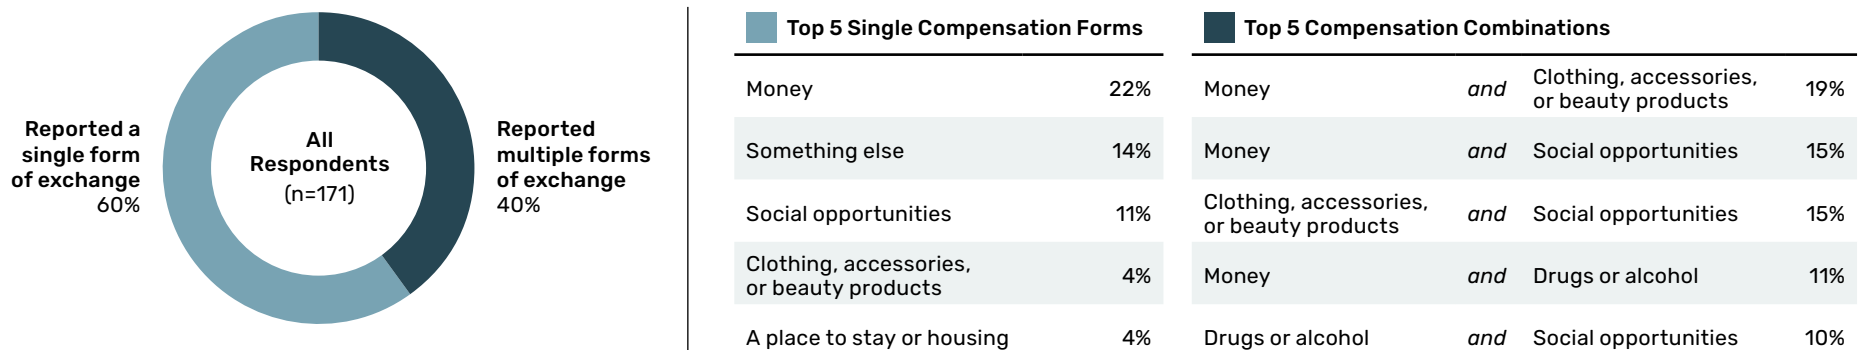 Reported a
single form
of exchange
60%
All
Respondents
(n=171)
Reported
multiple forms
of exchange
40%
Top 5 Single Compensation Forms
Money 22%
Something else 14%
Social opportunities 11%
Clothing, accessories,
or beauty products 4%
A place to stay or housing 4%
Top 5 Compensation Combinations
Money and Clothing, accessories,
or beauty products 19%
Money and Social opportunities 15%
Clothing, accessories,
or beauty products and Social opportunities 15%
Money and Drugs or alcohol 11%
Drugs or alcohol and Social opportunities 10%